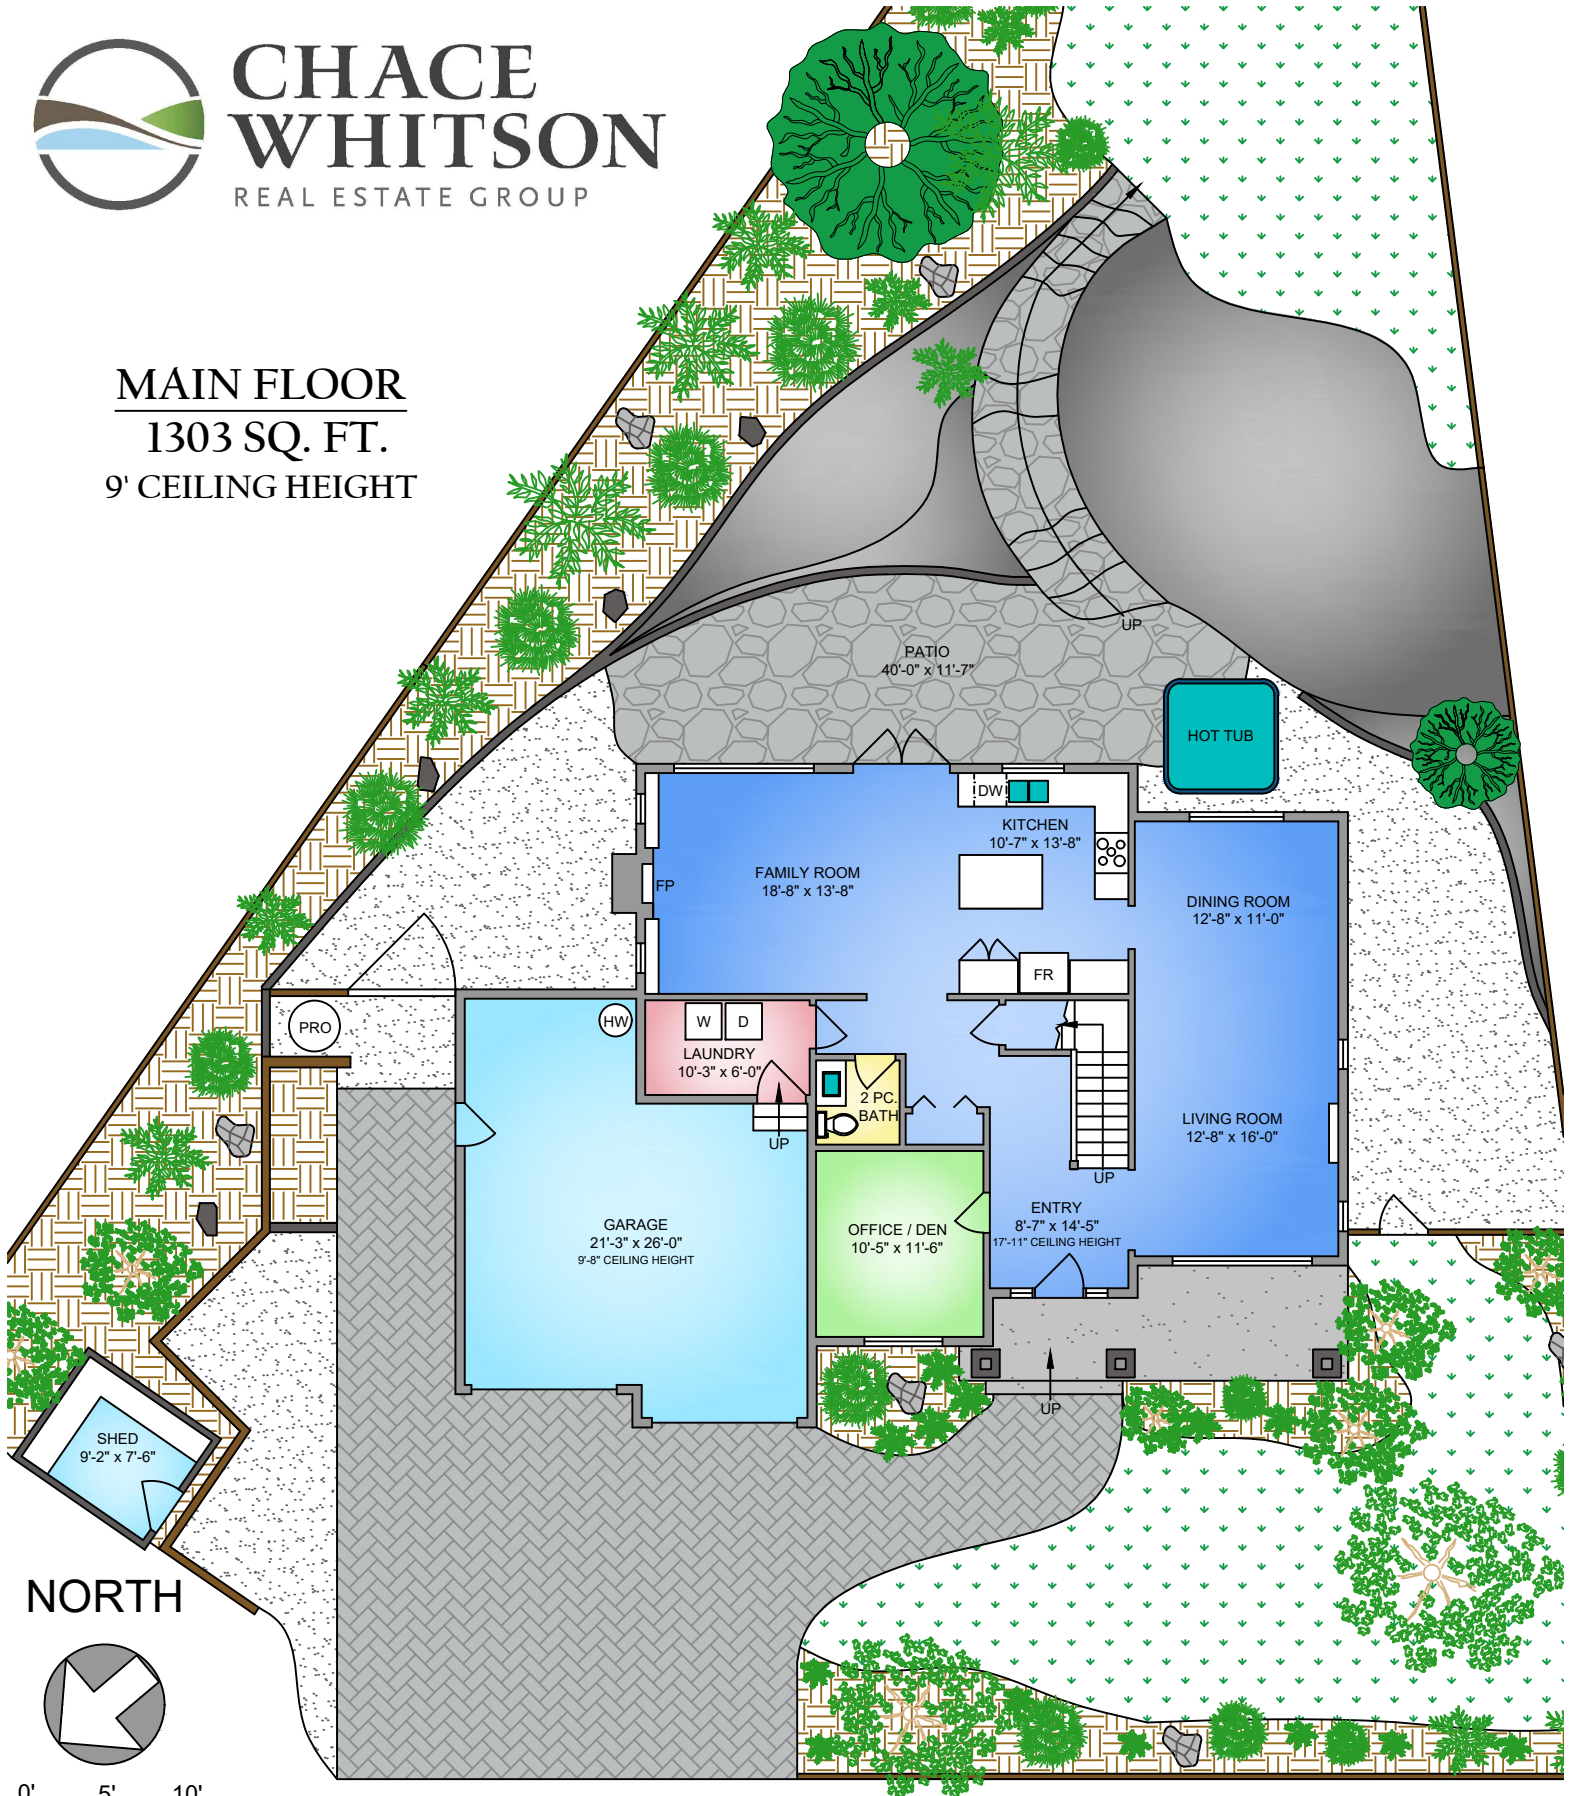 CHACE
WHITSON
REAL ESTATE GROUP
MAIN FLOOR
1303 SQ. FT.
9' CEILING HEIGHT
UP
PATIO
40'-0" x 11'-7"
HOT TUB
DW
KITCHEN
10'-7" x 13'-8"
FAMILY ROOM
18'-8" x 13'-8"
FP
DINING ROOM
12'-8" x 11'-0"
FR
PRO
HW
W
D
LAUNDRY
10'-3" x 6'-0"
2 PC.
BATH
UP
LIVING ROOM
12'-8" x 16'-0"
UP
ENTRY
8'-7" x 14'-5"
17'-11" CEILING HEIGHT
GARAGE
21'-3" x 26'-0"
9'-8" CEILING HEIGHT
OFFICE / DEN
10'-5" x 11'-6"
UP
SHED
9'-2" x 7'-6"
NORTH
0' 5' 10'